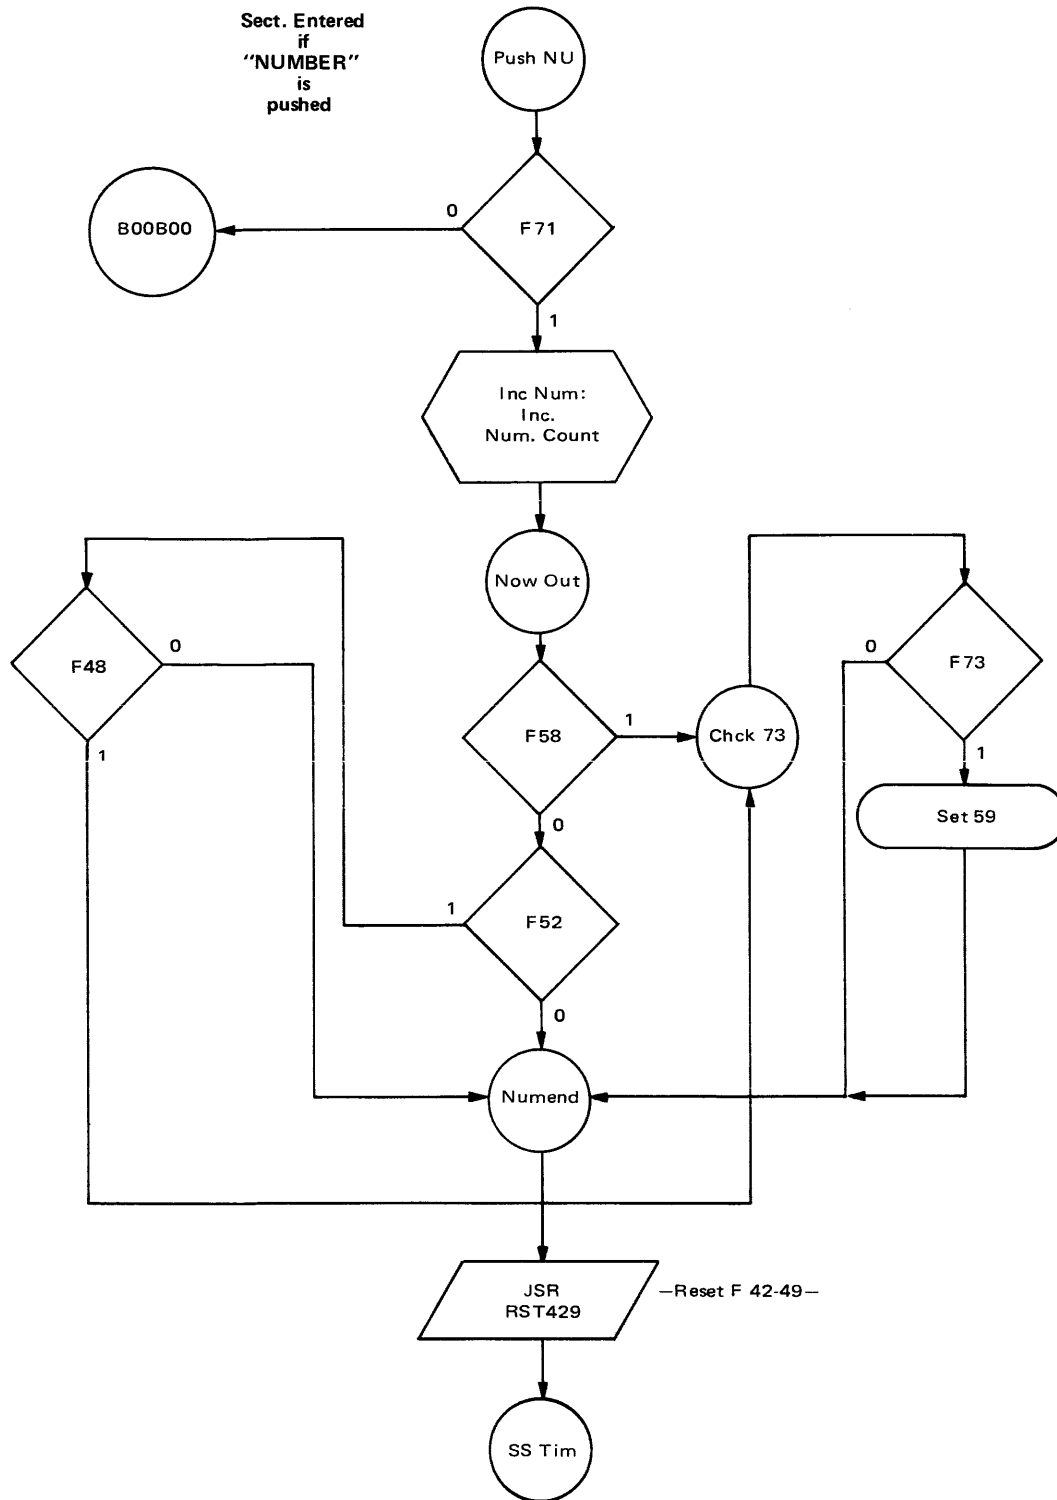 Sect. Entered
if
"NUMBER"
is
pushed
Push NU
0
B00B00
F71
1
Inc Num:
Inc.
Num. Count
Now Out
F48
0
1
F58
1
0
Chck 73
0
F73
1
Set 59
1
F52
0
Numend
JSR
RST429
—Reset F 42-49—
SS Tim